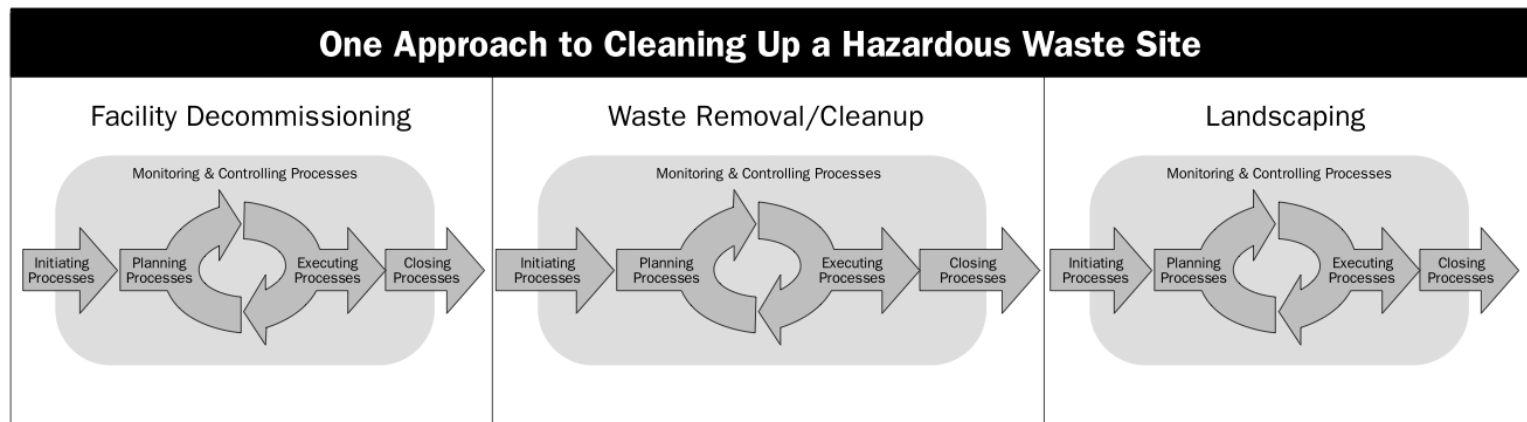 One Approach to Cleaning Up a Hazardous Waste Site
Facility Decommissioning
Monitoring & Controlling Processes
Initiating
Processes
Planning
Processes
Executing
Processes
Closing
Processes
Waste Removal/Cleanup
Monitoring & Controlling Processes
Initiating
Processes
Planning
Processes
Executing
Processes
Closing
Processes
Landscaping
Monitoring & Controlling Processes
Initiating
Processes
Planning
Processes
Executing
Processes
Closing
Processes